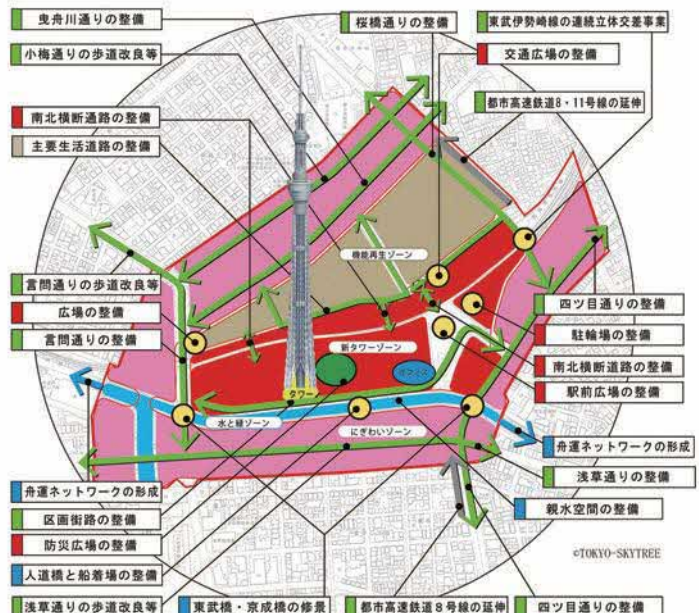 曳舟川通りの整備
桜橋通りの整備
東武伊勢崎線の連続立体交差事業
小梅通りの歩道改良等
交通広場の整備
都市高速鉄道8・11号線の延伸
南北横断通路の整備
主要生活道路の整備
機能再生ゾーン
言問通りの歩道改良等
広場の整備
言問通りの整備
四ツ目通りの整備
駐輪場の整備
南北横断道路の整備
駅前広場の整備
新タワーゾーン
オフィス
タワー
水と緑ゾーン
にぎわいゾーン
舟運ネットワークの形成
浅草通りの整備
親水空間の整備
舟運ネットワークの形成
区画街路の整備
防災広場の整備
人道橋と船着場の整備
©TOKYO-SKYTREE
浅草通りの歩道改良等
東武橋・京成橋の修景
都市高速鉄道8号線の延伸
四ツ目通りの整備